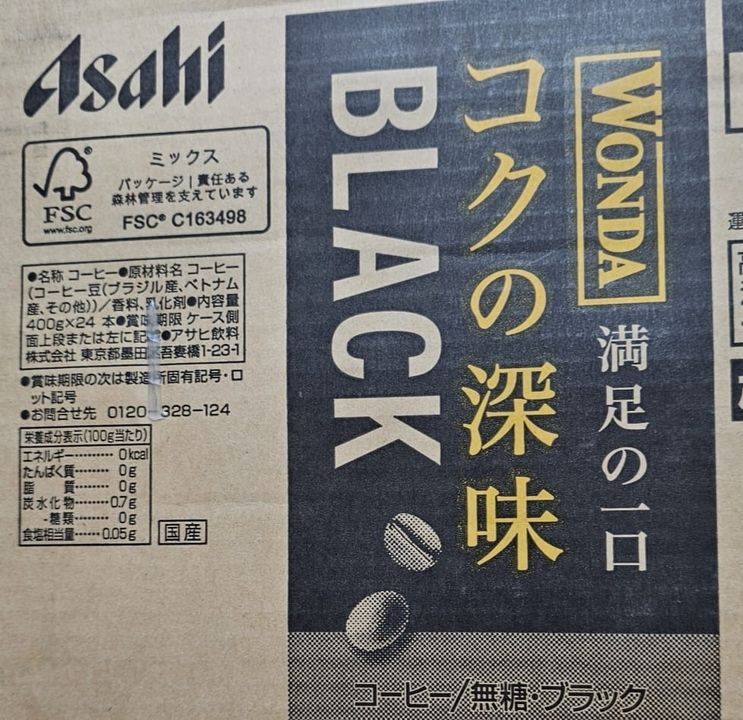 Asahi
FSC
www.fsc.org
ミックス
パッケージ|責任ある
森林管理を支えています
FSC® C163498
●名称 コーヒー●原材料名 コーヒー
(コーヒー豆(ブラジル産、ベトナム
産、その他))/香料、乳化剤●内容量
400g×24 本●賞味期限 ケース側
面上段または左に記載●アサヒ飲料
株式会社 東京都墨田区吾妻橋1-23-1
●賞味期限の次は製造所固有記号・ロ
ット記号
●お問合せ先 0120-328-124
栄養成分表示(100g当たり)
エネルギー········ 0kcal
たんぱく質········ 0g
脂 質········ 0g
炭水化物········0.7g
-糖類········ 0g
食塩相当量······0.05g
国産
WONDA
満足の一口
コクの深味
BLACK
コーヒー/無糖・ブラック